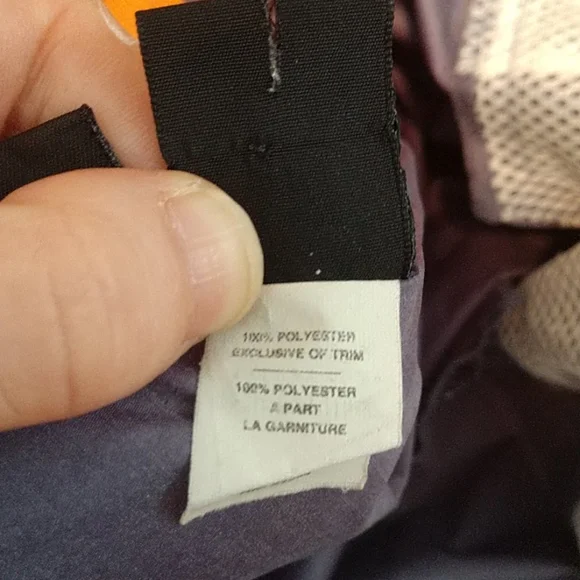 100% POLYESTER
EXCLUSIVE OF TRIM
100% POLYESTER
A PART
LA GARNITURE